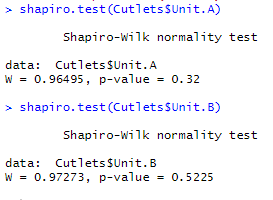 > shapiro.test(Cutlets$Unit.A)
Shapiro-Wilk normality test
data:  Cutlets$Unit.A
W = 0.96495, p-value = 0.32
> shapiro.test(Cutlets$Unit.B)
Shapiro-Wilk normality test
data:  Cutlets$Unit.B
W = 0.97273, p-value = 0.5225